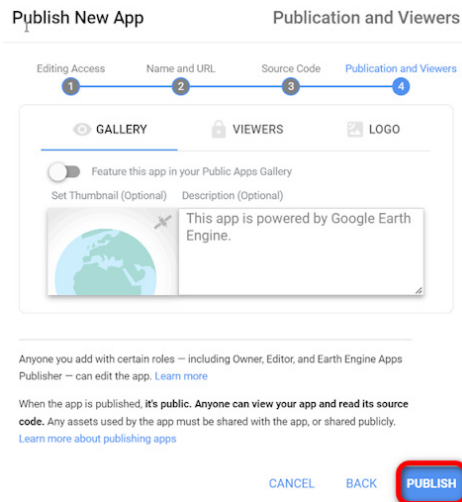 Publish New App
Publication and Viewers
Editing Access
Name and URL
Source Code
Publication and Viewers
1
2
3
4
GALLERY
VIEWERS
LOGO
Feature this app in your Public Apps Gallery
Set Thumbnail (Optional)
Description (Optional)
This app is powered by Google Earth
Engine.
Anyone you add with certain roles — including Owner, Editor, and Earth Engine Apps
Publisher — can edit the app. Learn more
When the app is published, it's public. Anyone can view your app and read its source
code. Any assets used by the app must be shared with the app, or shared publicly.
Learn more about publishing apps
CANCEL
BACK
PUBLISH